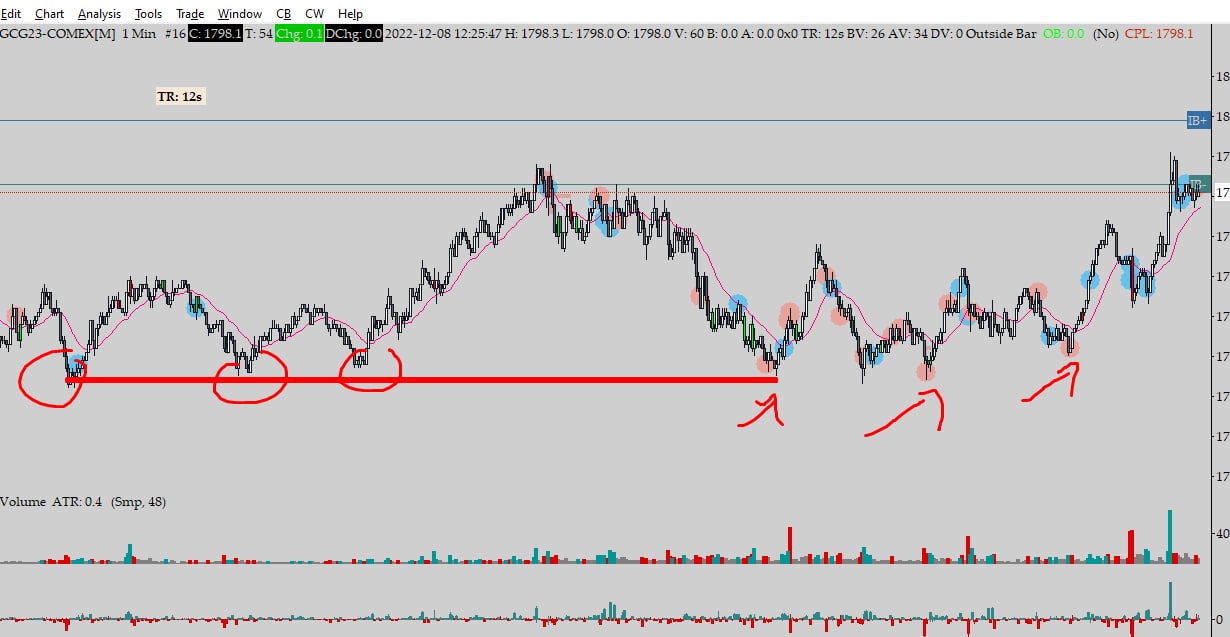 Edit Chart Analysis Tools Trade Window CB CW Help
GCG23-COMEX[M] 1 Min #16 C: 1798.1 T: 54 Chg: 0.1 DChg: 0.0 2022-12-08 12:25:47 H: 1798.3 L: 1798.0 O: 1798.0 V: 60 B: 0.0 A: 0.0 0x0 TR: 12s BV: 26 AV: 34 DV: 0 Outside Bar OB: 0.0 (No) CPL: 1798.1
18
TR: 12s
IB+ 18
17
17
17
17
17
17
17
17
17
Volume ATR: 0.4 (Smp, 48)
40
0